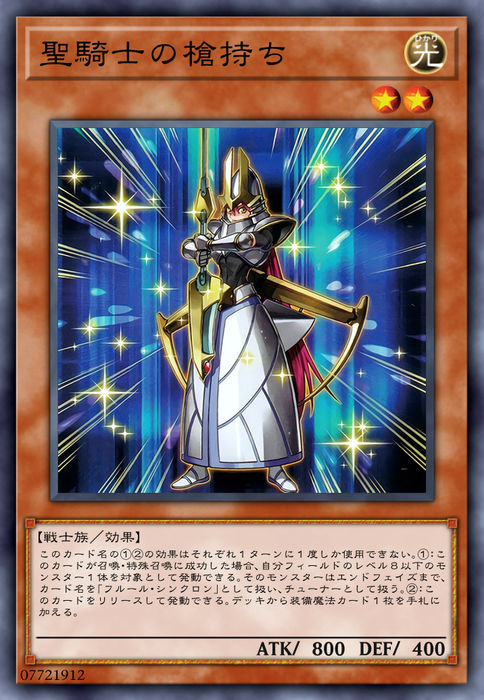 聖騎士の槍持ち
ひかり
光
【戦士族／効果】
このカード名の①②の効果はそれぞれ１ターンに１度しか使用できない。①：こ
のカードが召喚・特殊召喚に成功した場合、自分フィールドのレベル８以下のモ
ンスター１体を対象として発動できる。そのモンスターはエンドフェイズまで、
カード名を「フルール・シンクロン」として扱い、チューナーとして扱う。②：こ
のカードをリリースして発動できる。デッキから装備魔法カード１枚を手札に
加える。
ATK/ 800 DEF/ 400
07721912